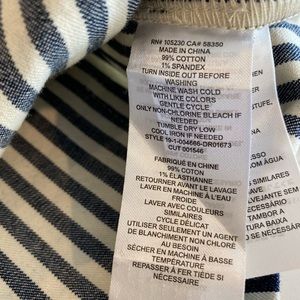 RN# 105230 CA# 58350
MADE IN CHINA
99% COTTON
1% SPANDEX
TURN INSIDE OUT BEFORE
WASHING
MACHINE WASH COLD
WITH LIKE COLORS
GENTLE CYCLE
ONLY NON-CHLORINE BLEACH IF
NEEDED
TUMBLE DRY LOW
COOL IRON IF NEEDED
STYLE 19-1-004686-DR01673
CUT 001546
FABRIQUÉ EN CHINE
99% COTON
1% ÉLASTHANNE
RETOURNER AVANT LE LAVAGE
LAVER EN MACHINE À L'EAU
FROIDE
LAVER AVEC COULEURS
SIMILAIRES
CYCLE DÉLICAT
UTILISER SEULEMENT UN AGENT
DE BLANCHIMENT NON CHLORÉ
AU BESOIN
SÉCHER EN MACHINE À BASSE
TEMPÉRATURE
REPASSER À FER TIÈDE SI
NÉCESSAIRE